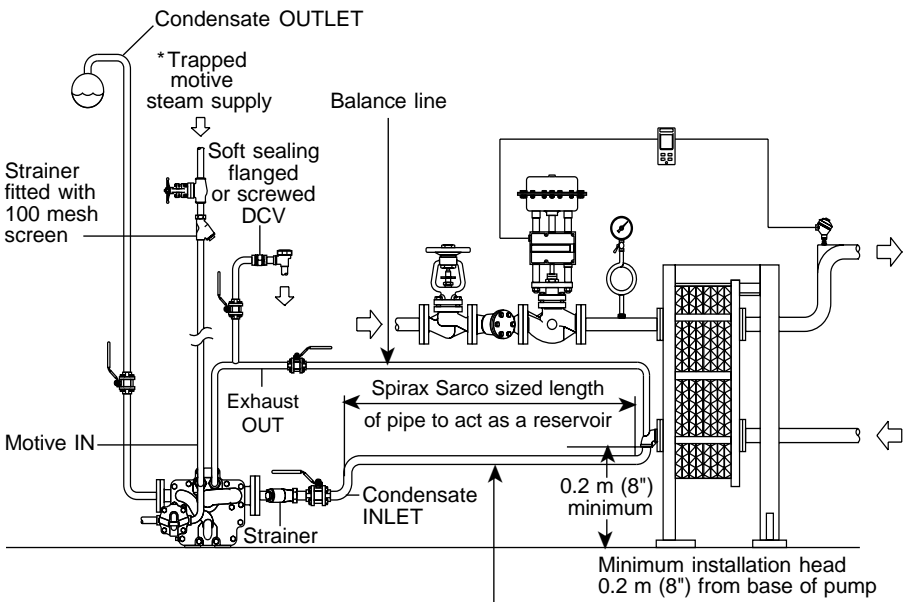 Condensate OUTLET
*Trapped
motive
steam supply
Balance line
Soft sealing
flanged
or screwed
DCV
Strainer
fitted with
100 mesh
screen
Spirax Sarco sized length
of pipe to act as a reservoir
Exhaust
OUT
Motive IN
Condensate
INLET
0.2 m (8")
minimum
Strainer
Minimum installation head
0.2 m (8") from base of pump